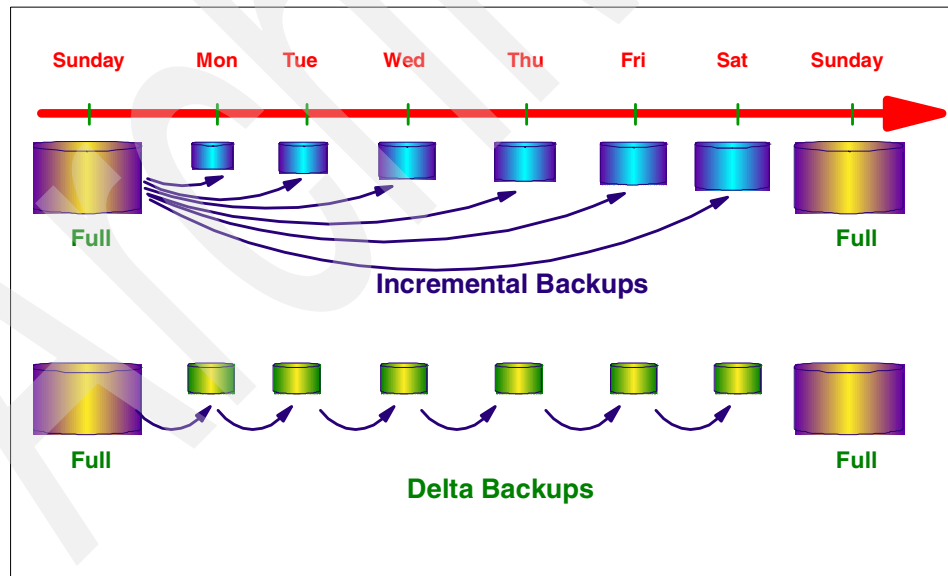 Sunday Mon Tue Wed Thu Fri Sat Sunday
Full Full
Incremental Backups
Full Full
Delta Backups